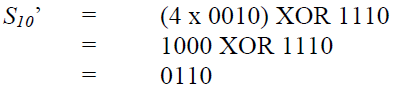 S10’ = (4 x 0010) XOR 1110
= 1000 XOR 1110
= 0110